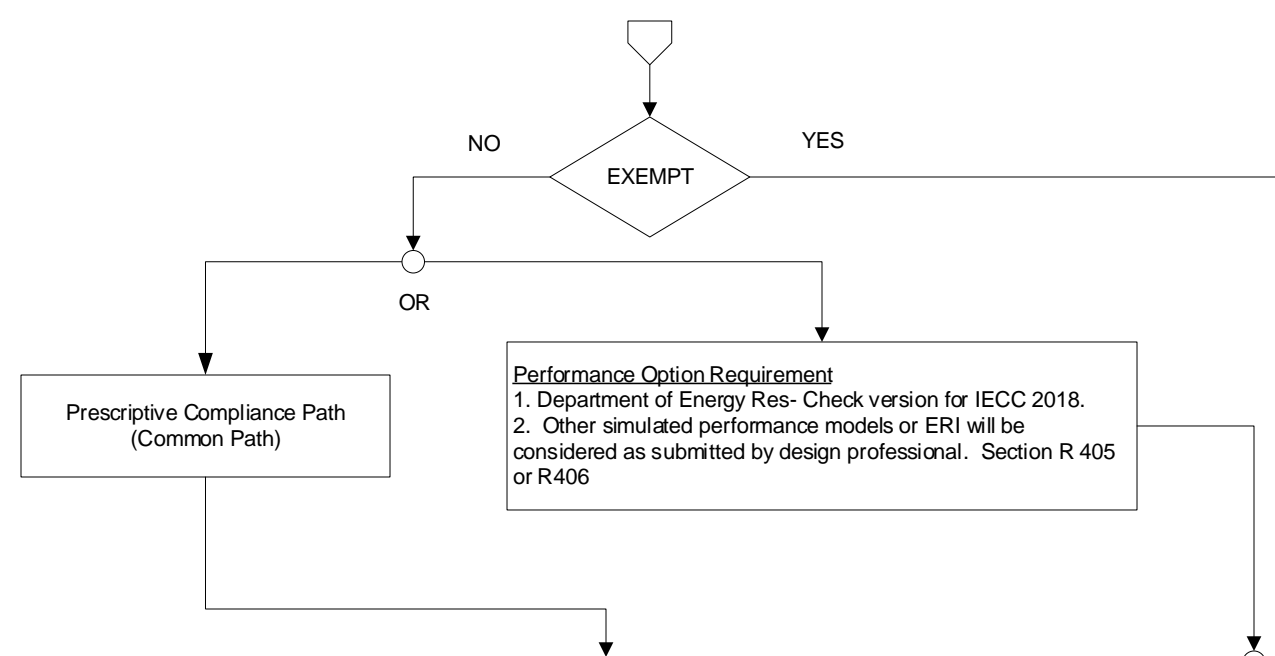 NO
YES
EXEMPT
OR
Prescriptive Compliance Path
(Common Path)
Performance Option Requirement
1. Department of Energy Res- Check version for IECC 2018.
2.  Other simulated performance models or ERI will be
considered as submitted by design professional.  Section R 405
or R406